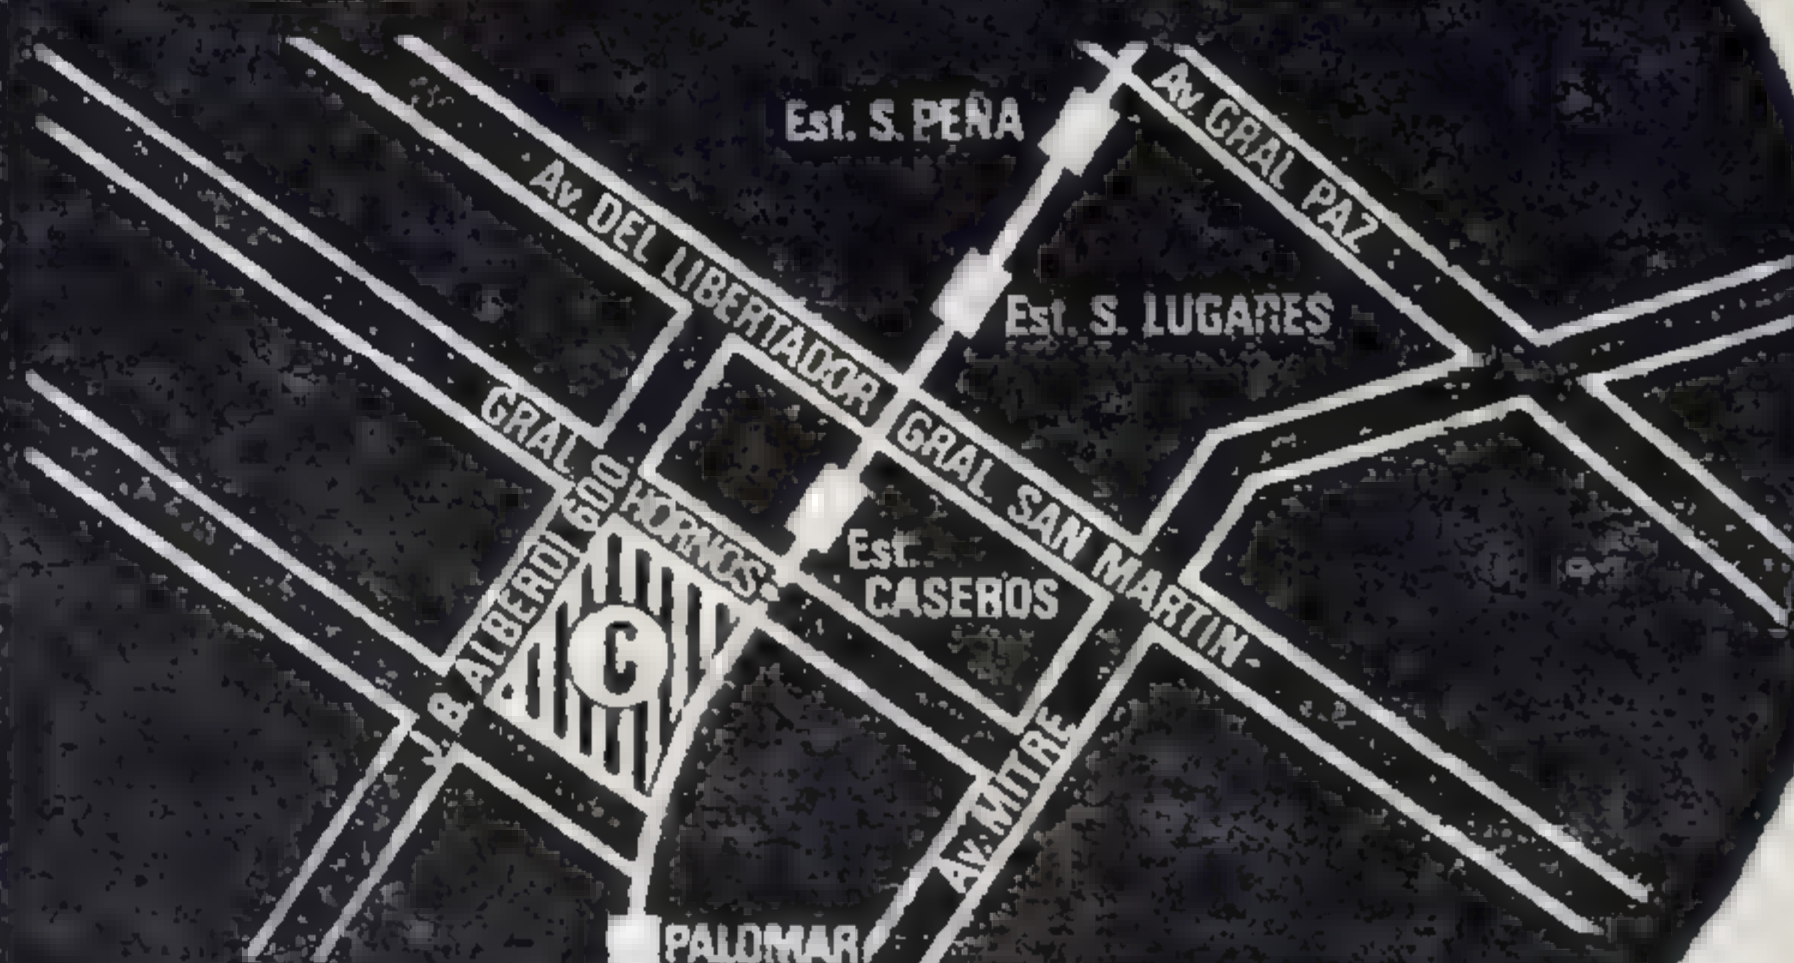 Est. S. PEÑA
Av. GRAL PAZ
Av. DEL LIBERTADOR GRAL. SAN MARTIN
Est. S. LUGARES
GRAL. HORNOS
J. B. ALBERDI 600
Est.
CASEROS
C
Av. MITRE
PALOMAR